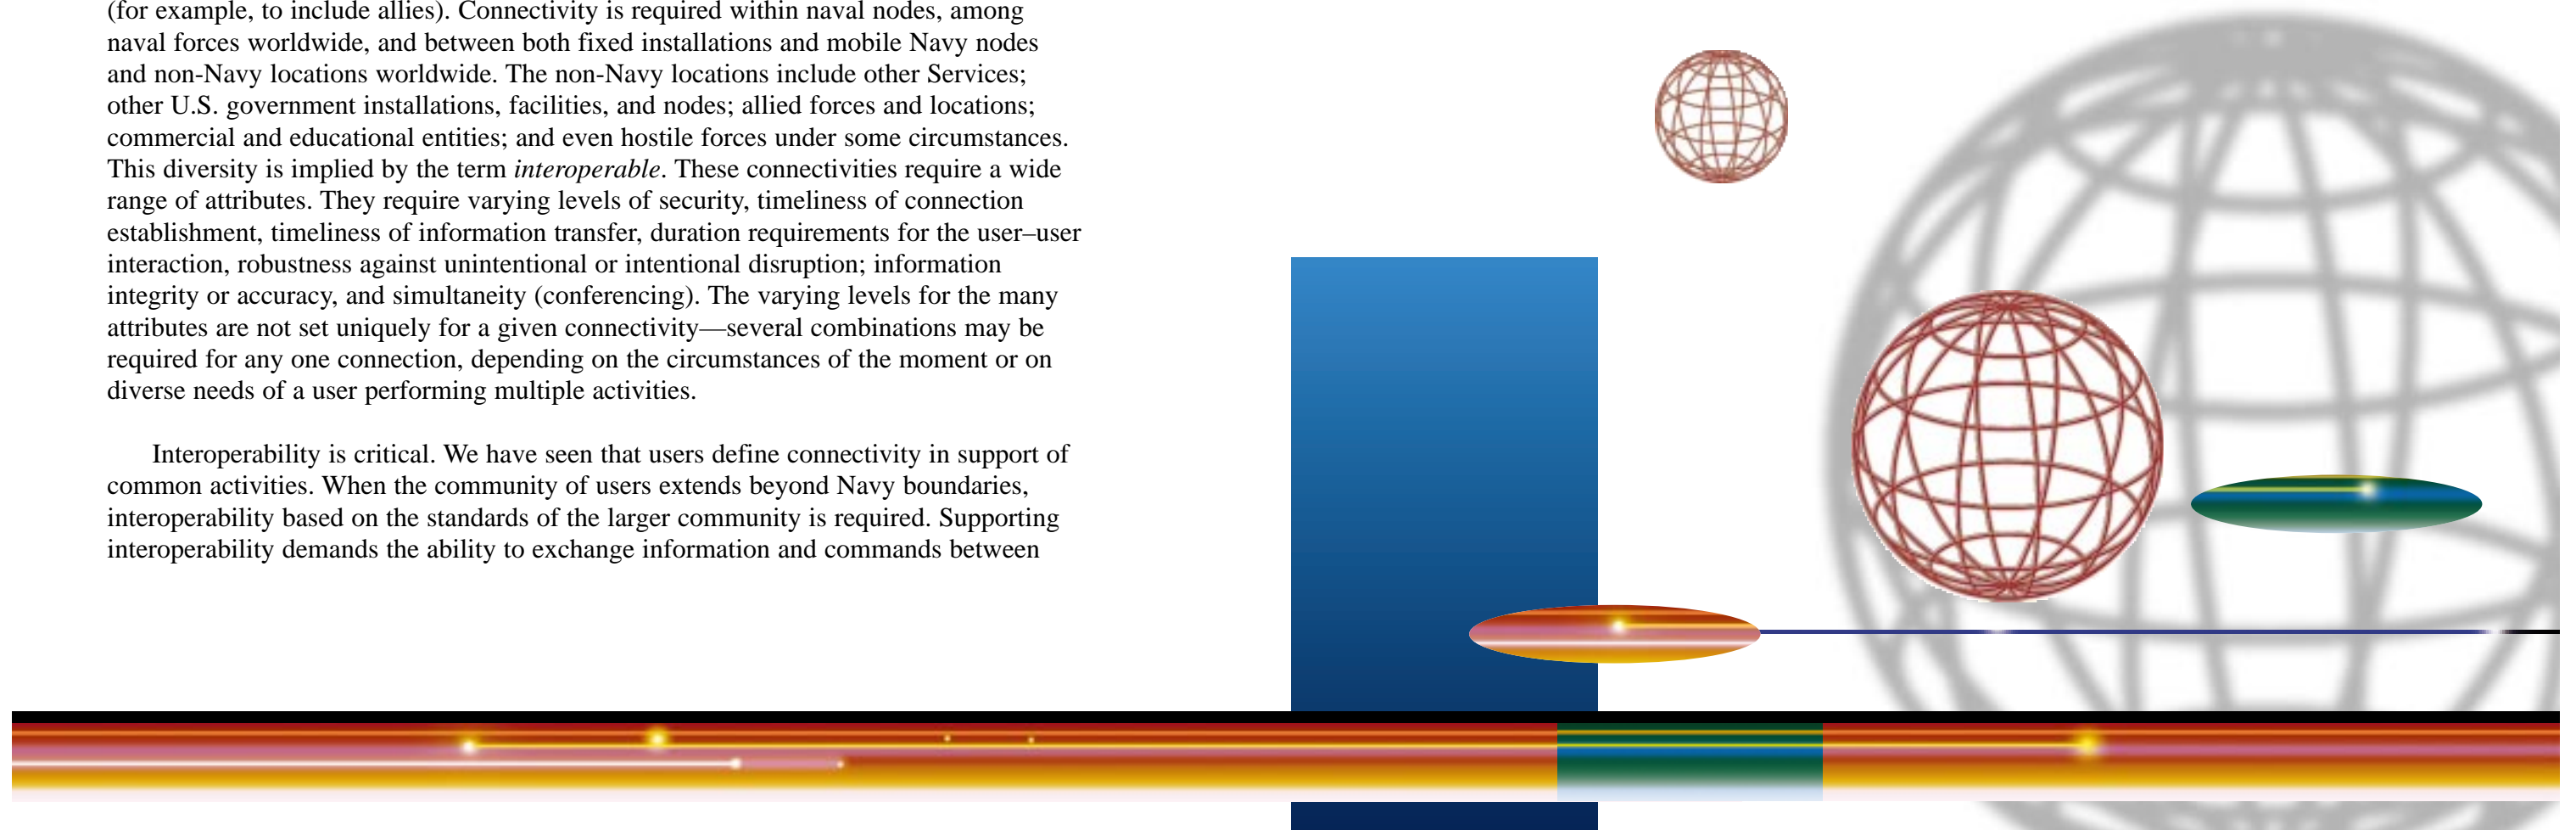 (for example, to include allies). Connectivity is required within naval nodes, among
naval forces worldwide, and between both fixed installations and mobile Navy nodes
and non-Navy locations worldwide. The non-Navy locations include other Services;
other U.S. government installations, facilities, and nodes; allied forces and locations;
commercial and educational entities; and even hostile forces under some circumstances.
This diversity is implied by the term interoperable. These connectivities require a wide
range of attributes. They require varying levels of security, timeliness of connection
establishment, timeliness of information transfer, duration requirements for the user–user
interaction, robustness against unintentional or intentional disruption; information
integrity or accuracy, and simultaneity (conferencing). The varying levels for the many
attributes are not set uniquely for a given connectivity—several combinations may be
required for any one connection, depending on the circumstances of the moment or on
diverse needs of a user performing multiple activities.
Interoperability is critical. We have seen that users define connectivity in support of
common activities. When the community of users extends beyond Navy boundaries,
interoperability based on the standards of the larger community is required. Supporting
interoperability demands the ability to exchange information and commands between